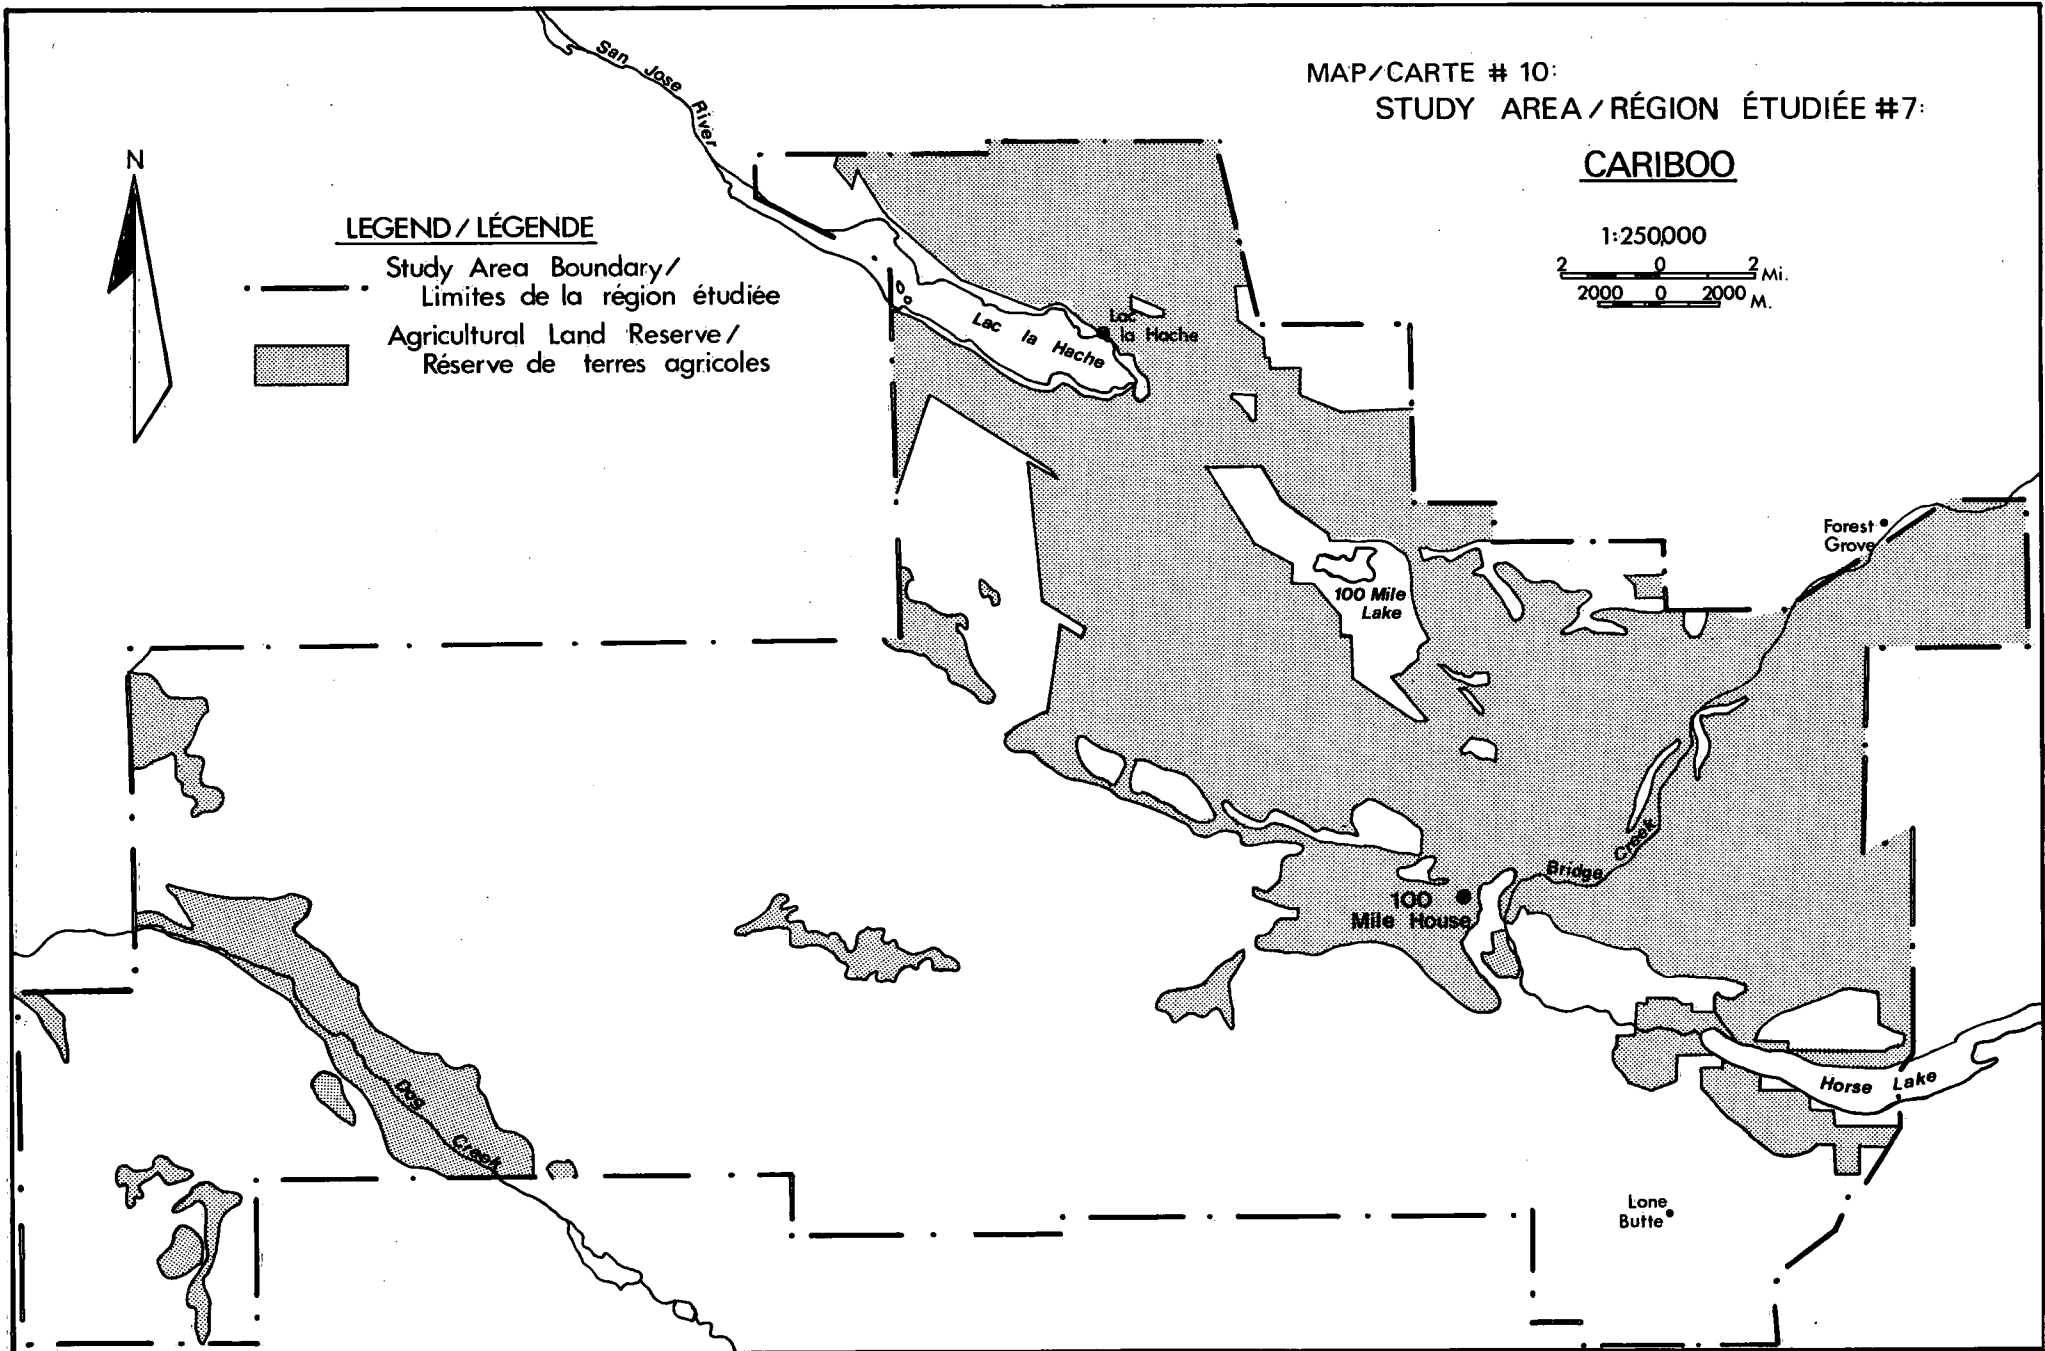 MAP/CARTE # 10:
STUDY AREA/RÉGION ÉTUDIÉE #7:
CARIBOO
1:250,000
2 0 2 Mi.
2000 0 2000 M.
N
LEGEND/LÉGENDE
Study Area Boundary/
Limites de la région étudiée
Agricultural Land Reserve/
Réserve de terres agricoles
San Jose River
Lac la Hache
Lac
la Hache
100 Mile
Lake
Forest
Grove
Bridge Creek
100
Mile House
Horse Lake
Dog Creek
Lone
Butte